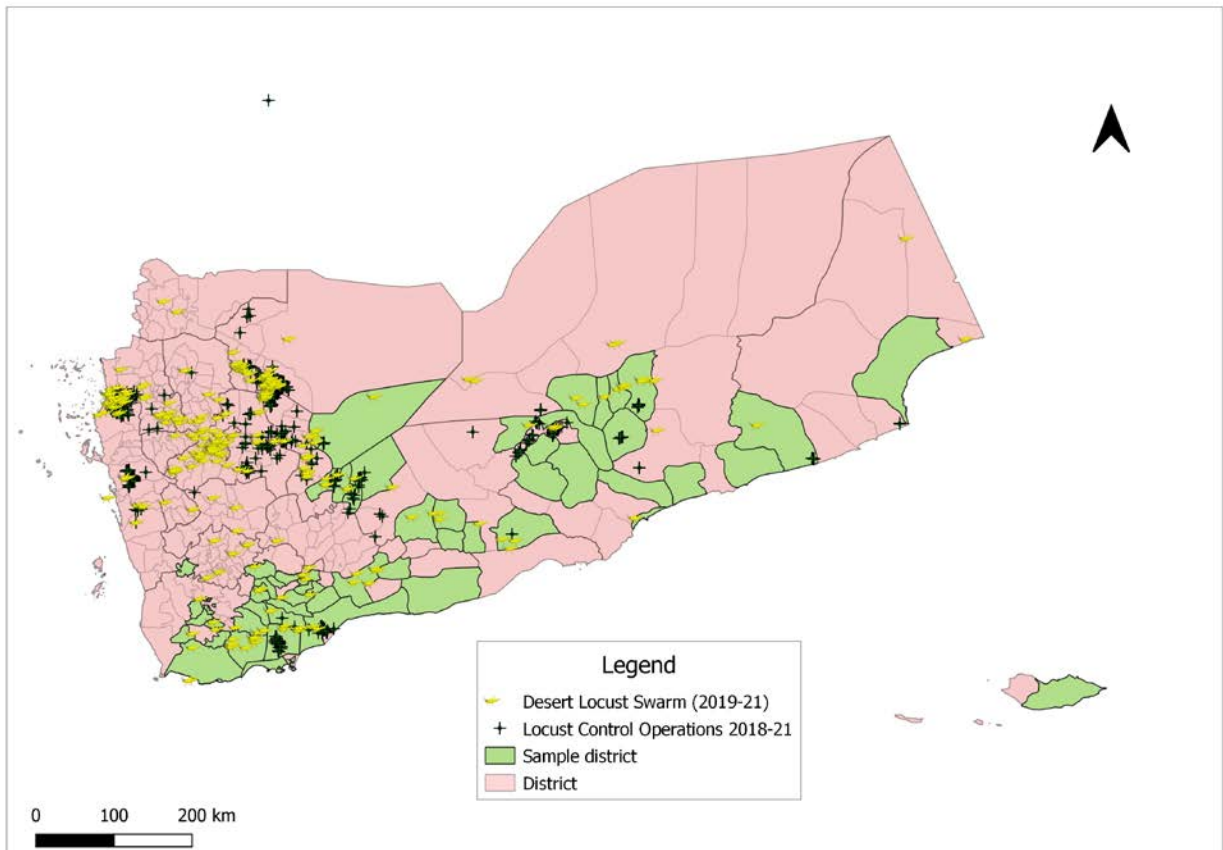 Legend
Desert Locust Swarm (2019-21)
Locust Control Operations 2018-21
Sample district
District
0 100 200 km